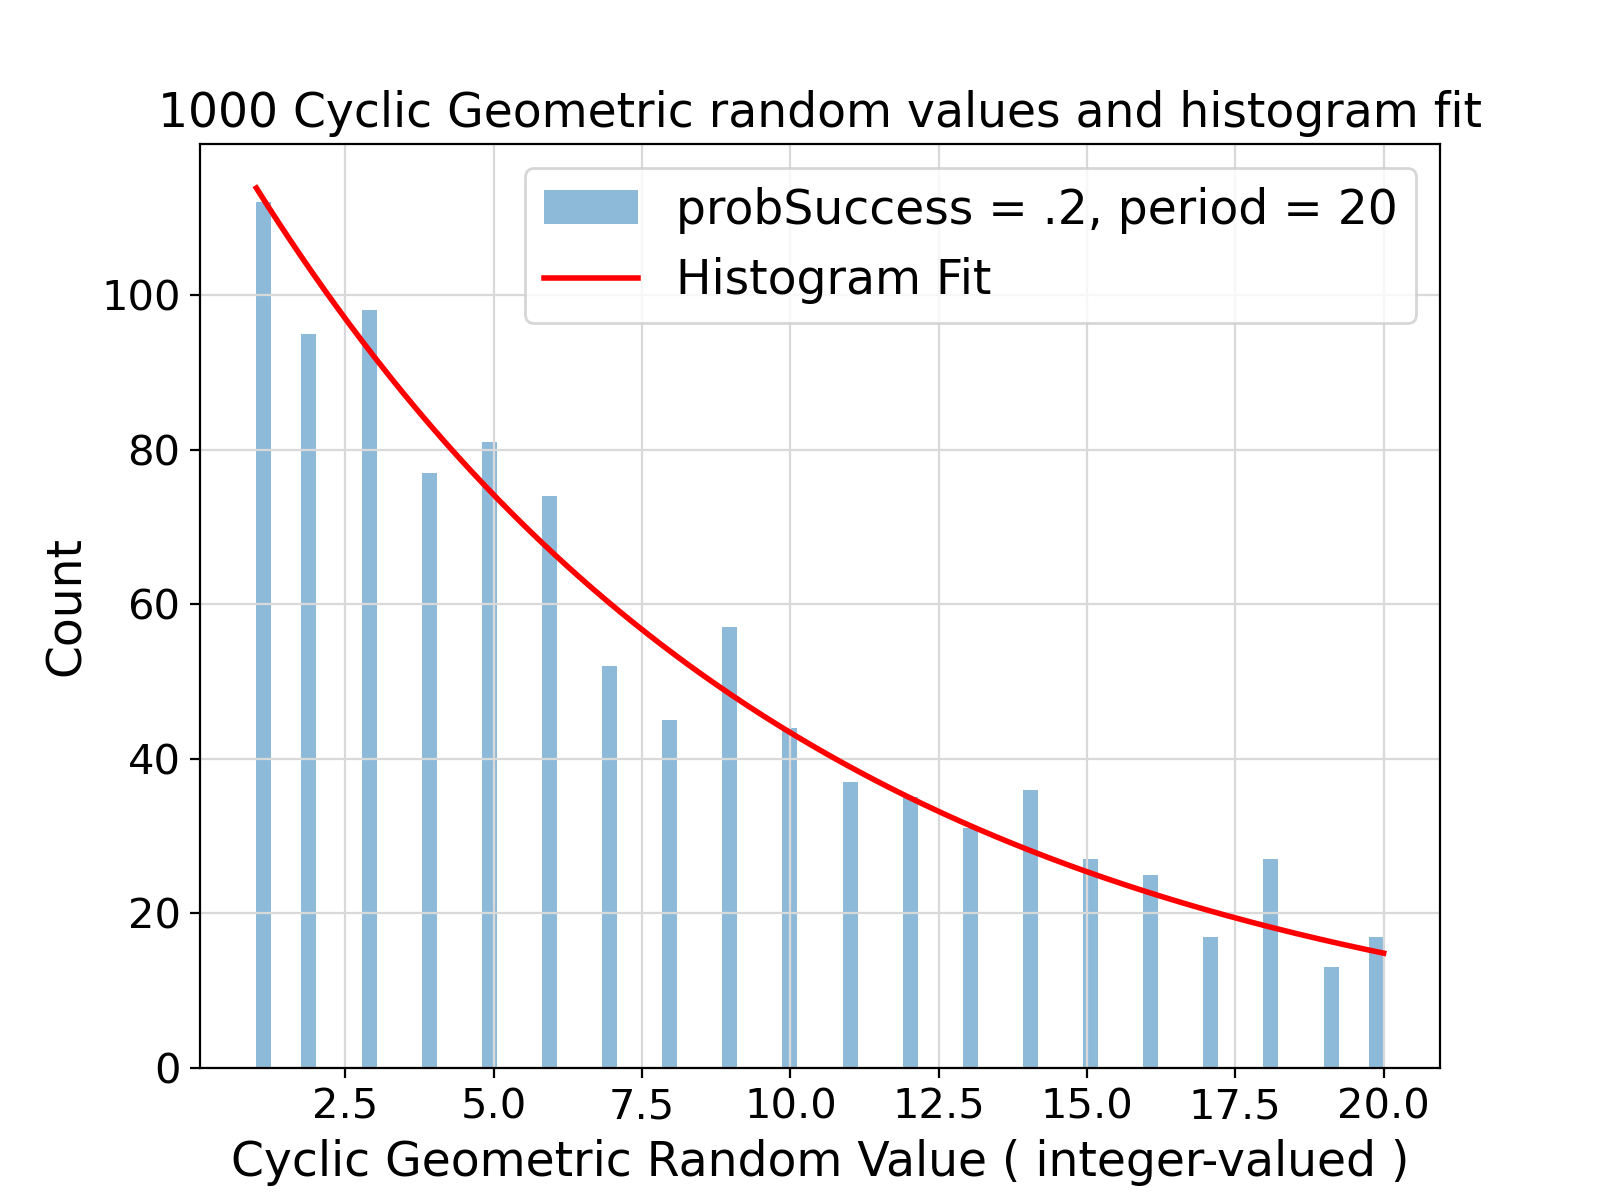 1000 Cyclic Geometric random values and histogram fit
probSuccess = .2, period = 20
Histogram Fit
100
80
60
40
20
0
Count
2.5 5.0 7.5 10.0 12.5 15.0 17.5 20.0
Cyclic Geometric Random Value ( integer-valued )